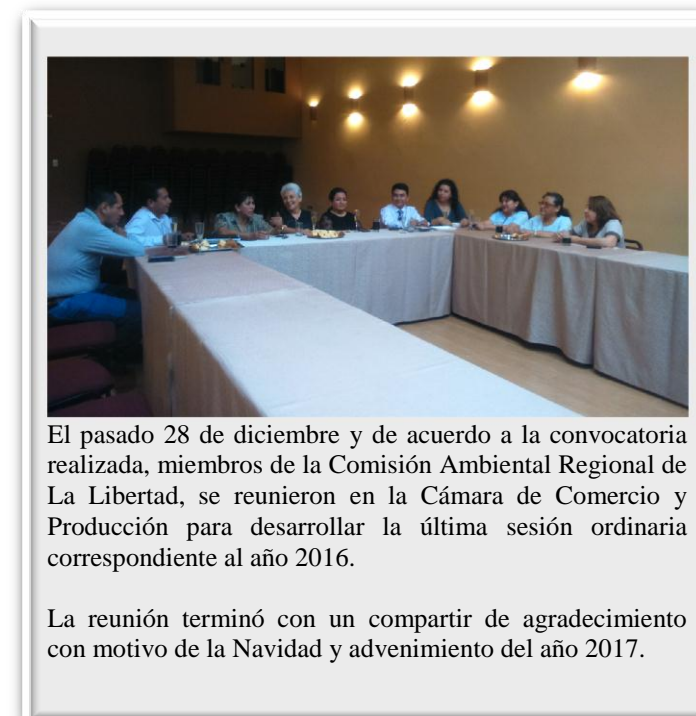 El pasado 28 de diciembre y de acuerdo a la convocatoria
realizada, miembros de la Comisión Ambiental Regional de
La Libertad, se reunieron en la Cámara de Comercio y
Producción para desarrollar la última sesión ordinaria
correspondiente al año 2016.
La reunión terminó con un compartir de agradecimiento
con motivo de la Navidad y advenimiento del año 2017.